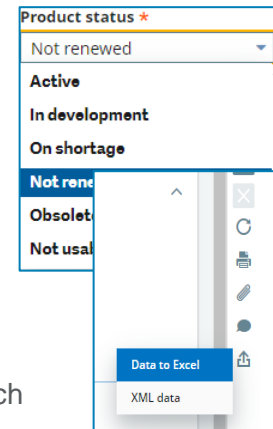 Product status *
Not renewed
Active
In development
On shortage
Not rene
Obsolet
Not usal
Data to Excel
XML data
ch